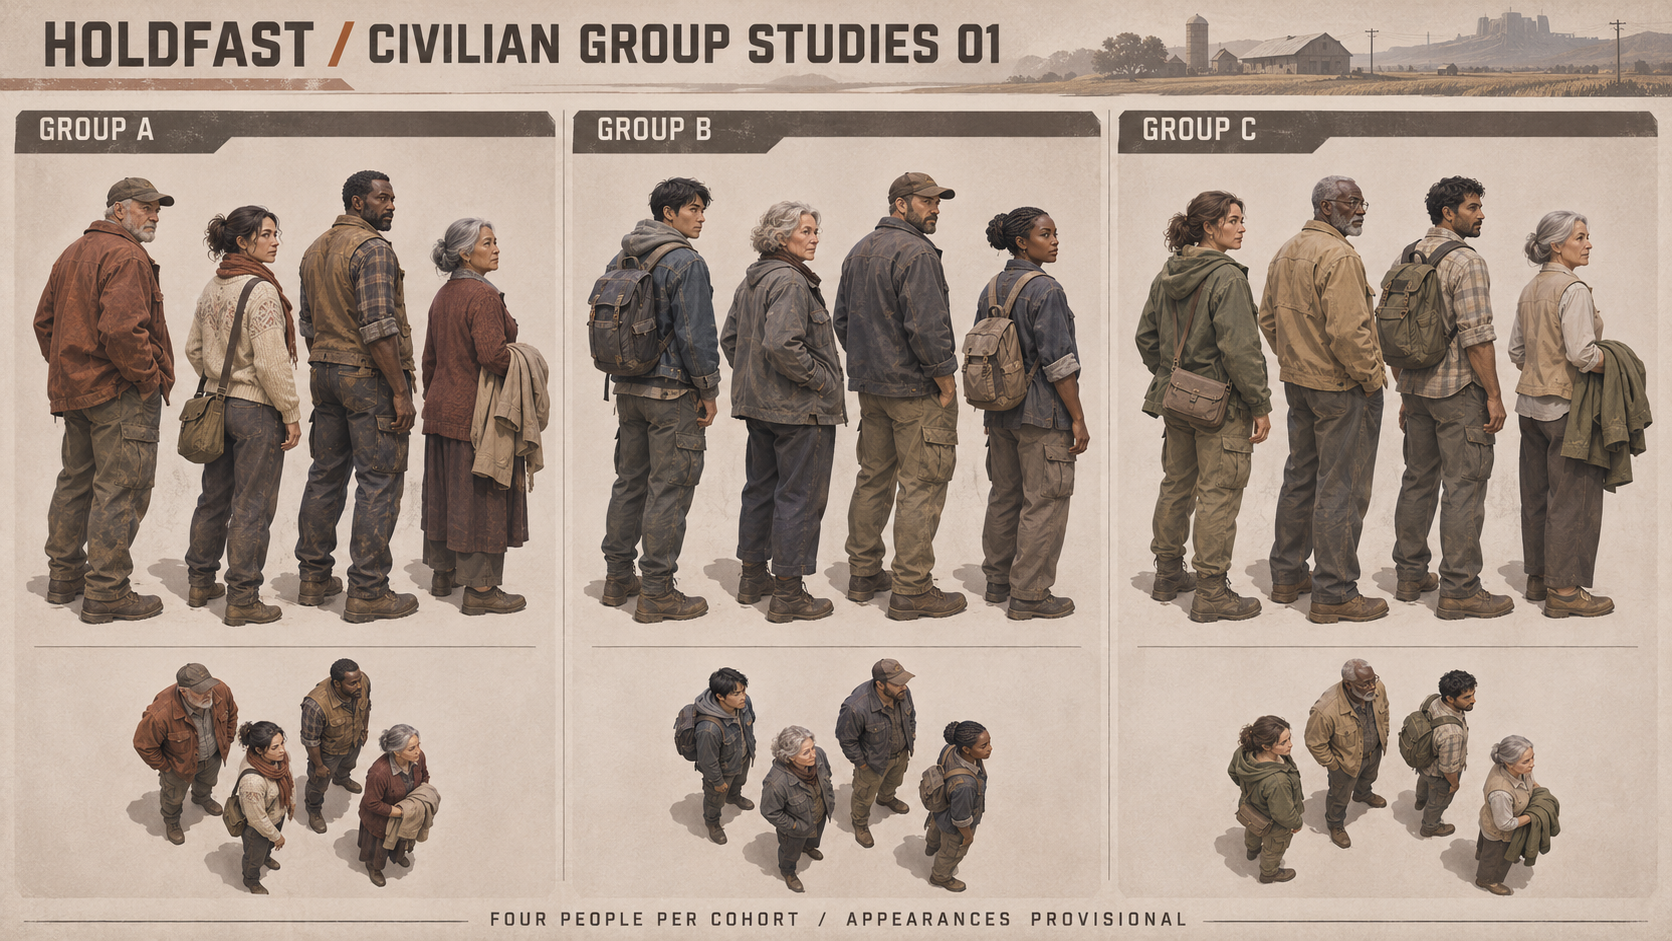 HOLDFAST / CIVILIAN GROUP STUDIES 01
GROUP A
GROUP B
GROUP C
FOUR PEOPLE PER COHORT / APPEARANCES PROVISIONAL